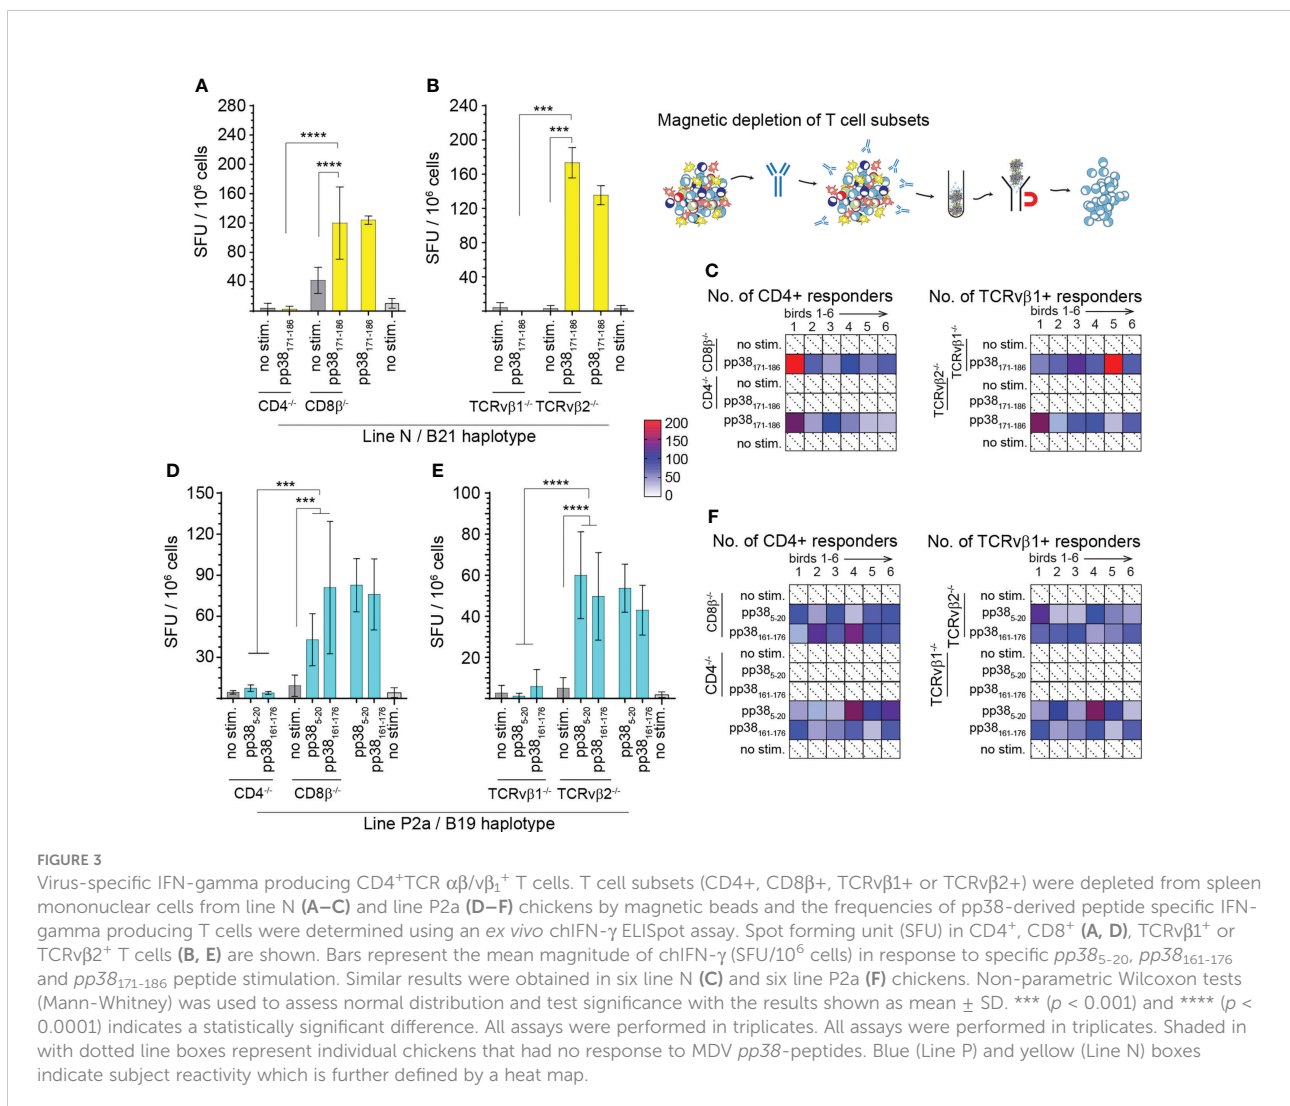 A
B
280
240
200
160
120
80
40
SFU / 10⁶ cells
****
****
no stim.
pp38₁₇₁₋₁₈₆
no stim.
pp38₁₇₁₋₁₈₆
pp38₁₇₁₋₁₈₆
no stim.
CD4⁻ᐟ⁻ CD8β⁻ᐟ⁻
240
200
160
120
80
40
SFU / 10⁶ cells
***
***
no stim.
pp38₁₇₁₋₁₈₆
no stim.
pp38₁₇₁₋₁₈₆
pp38₁₇₁₋₁₈₆
no stim.
TCRvβ1⁻ᐟ⁻ TCRvβ2⁻ᐟ⁻
Line N / B21 haplotype
Magnetic depletion of T cell subsets
C
No. of CD4+ responders
birds 1-6
1 2 3 4 5 6
CD8β⁻ᐟ⁻
CD4⁻ᐟ⁻
no stim.
pp38₁₇₁₋₁₈₆
no stim.
pp38₁₇₁₋₁₈₆
pp38₁₇₁₋₁₈₆
no stim.
No. of TCRvβ1+ responders
birds 1-6
1 2 3 4 5 6
TCRvβ2⁻ᐟ⁻
TCRvβ1⁻ᐟ⁻
no stim.
pp38₁₇₁₋₁₈₆
no stim.
pp38₁₇₁₋₁₈₆
pp38₁₇₁₋₁₈₆
no stim.
200
150
100
50
0
D
E
150
120
90
60
30
SFU / 10⁶ cells
***
***
no stim.
pp38₅₋₂₀
pp38₁₆₁₋₁₇₆
no stim.
pp38₅₋₂₀
pp38₁₆₁₋₁₇₆
pp38₅₋₂₀
pp38₁₆₁₋₁₇₆
no stim.
CD4⁻ᐟ⁻ CD8β⁻ᐟ⁻
100
80
60
40
20
0
SFU / 10⁶ cells
****
****
no stim.
pp38₅₋₂₀
pp38₁₆₁₋₁₇₆
no stim.
pp38₅₋₂₀
pp38₁₆₁₋₁₇₆
pp38₅₋₂₀
pp38₁₆₁₋₁₇₆
no stim.
TCRvβ1⁻ᐟ⁻ TCRvβ2⁻ᐟ⁻
Line P2a / B19 haplotype
F
No. of CD4+ responders
birds 1-6
1 2 3 4 5 6
CD8β⁻ᐟ⁻
CD4⁻ᐟ⁻
no stim.
pp38₅₋₂₀
pp38₁₆₁₋₁₇₆
no stim.
pp38₅₋₂₀
pp38₁₆₁₋₁₇₆
pp38₅₋₂₀
pp38₁₆₁₋₁₇₆
no stim.
No. of TCRvβ1+ responders
birds 1-6
1 2 3 4 5 6
TCRvβ1⁻ᐟ⁻
TCRvβ2⁻ᐟ⁻
no stim.
pp38₅₋₂₀
pp38₁₆₁₋₁₇₆
no stim.
pp38₅₋₂₀
pp38₁₆₁₋₁₇₆
pp38₅₋₂₀
pp38₁₆₁₋₁₇₆
no stim.
FIGURE 3
Virus-specific IFN-gamma producing CD4⁺TCR αβ/vβ₁⁺ T cells. T cell subsets (CD4+, CD8β+, TCRvβ1+ or TCRvβ2+) were depleted from spleen
mononuclear cells from line N (A–C) and line P2a (D–F) chickens by magnetic beads and the frequencies of pp38-derived peptide specific IFN-
gamma producing T cells were determined using an ex vivo chIFN-γ ELISpot assay. Spot forming unit (SFU) in CD4⁺, CD8⁺ (A, D), TCRvβ1⁺ or
TCRvβ2⁺ T cells (B, E) are shown. Bars represent the mean magnitude of chIFN-γ (SFU/10⁶ cells) in response to specific pp38₅₋₂₀, pp38₁₆₁₋₁₇₆
and pp38₁₇₁₋₁₈₆ peptide stimulation. Similar results were obtained in six line N (C) and six line P2a (F) chickens. Non-parametric Wilcoxon tests
(Mann-Whitney) was used to assess normal distribution and test significance with the results shown as mean ± SD. *** (p < 0.001) and **** (p <
0.0001) indicates a statistically significant difference. All assays were performed in triplicates. All assays were performed in triplicates. Shaded in
with dotted line boxes represent individual chickens that had no response to MDV pp38-peptides. Blue (Line P) and yellow (Line N) boxes
indicate subject reactivity which is further defined by a heat map.